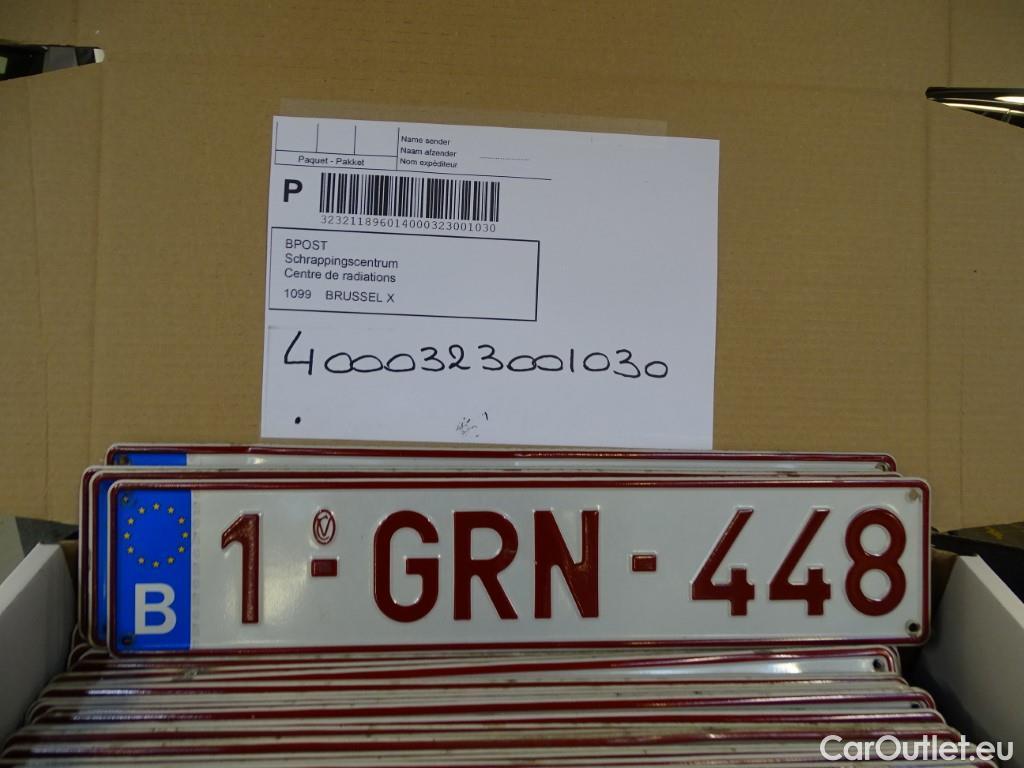 Name sender
Naam afzender
Nom expéditeur
Paquet - Pakket
P
323211896014000323001030
BPOST
Schrappingscentrum
Centre de radiations
1099 BRUSSEL X
4000323001030
B 1-GRN-448
CarOutlet.eu